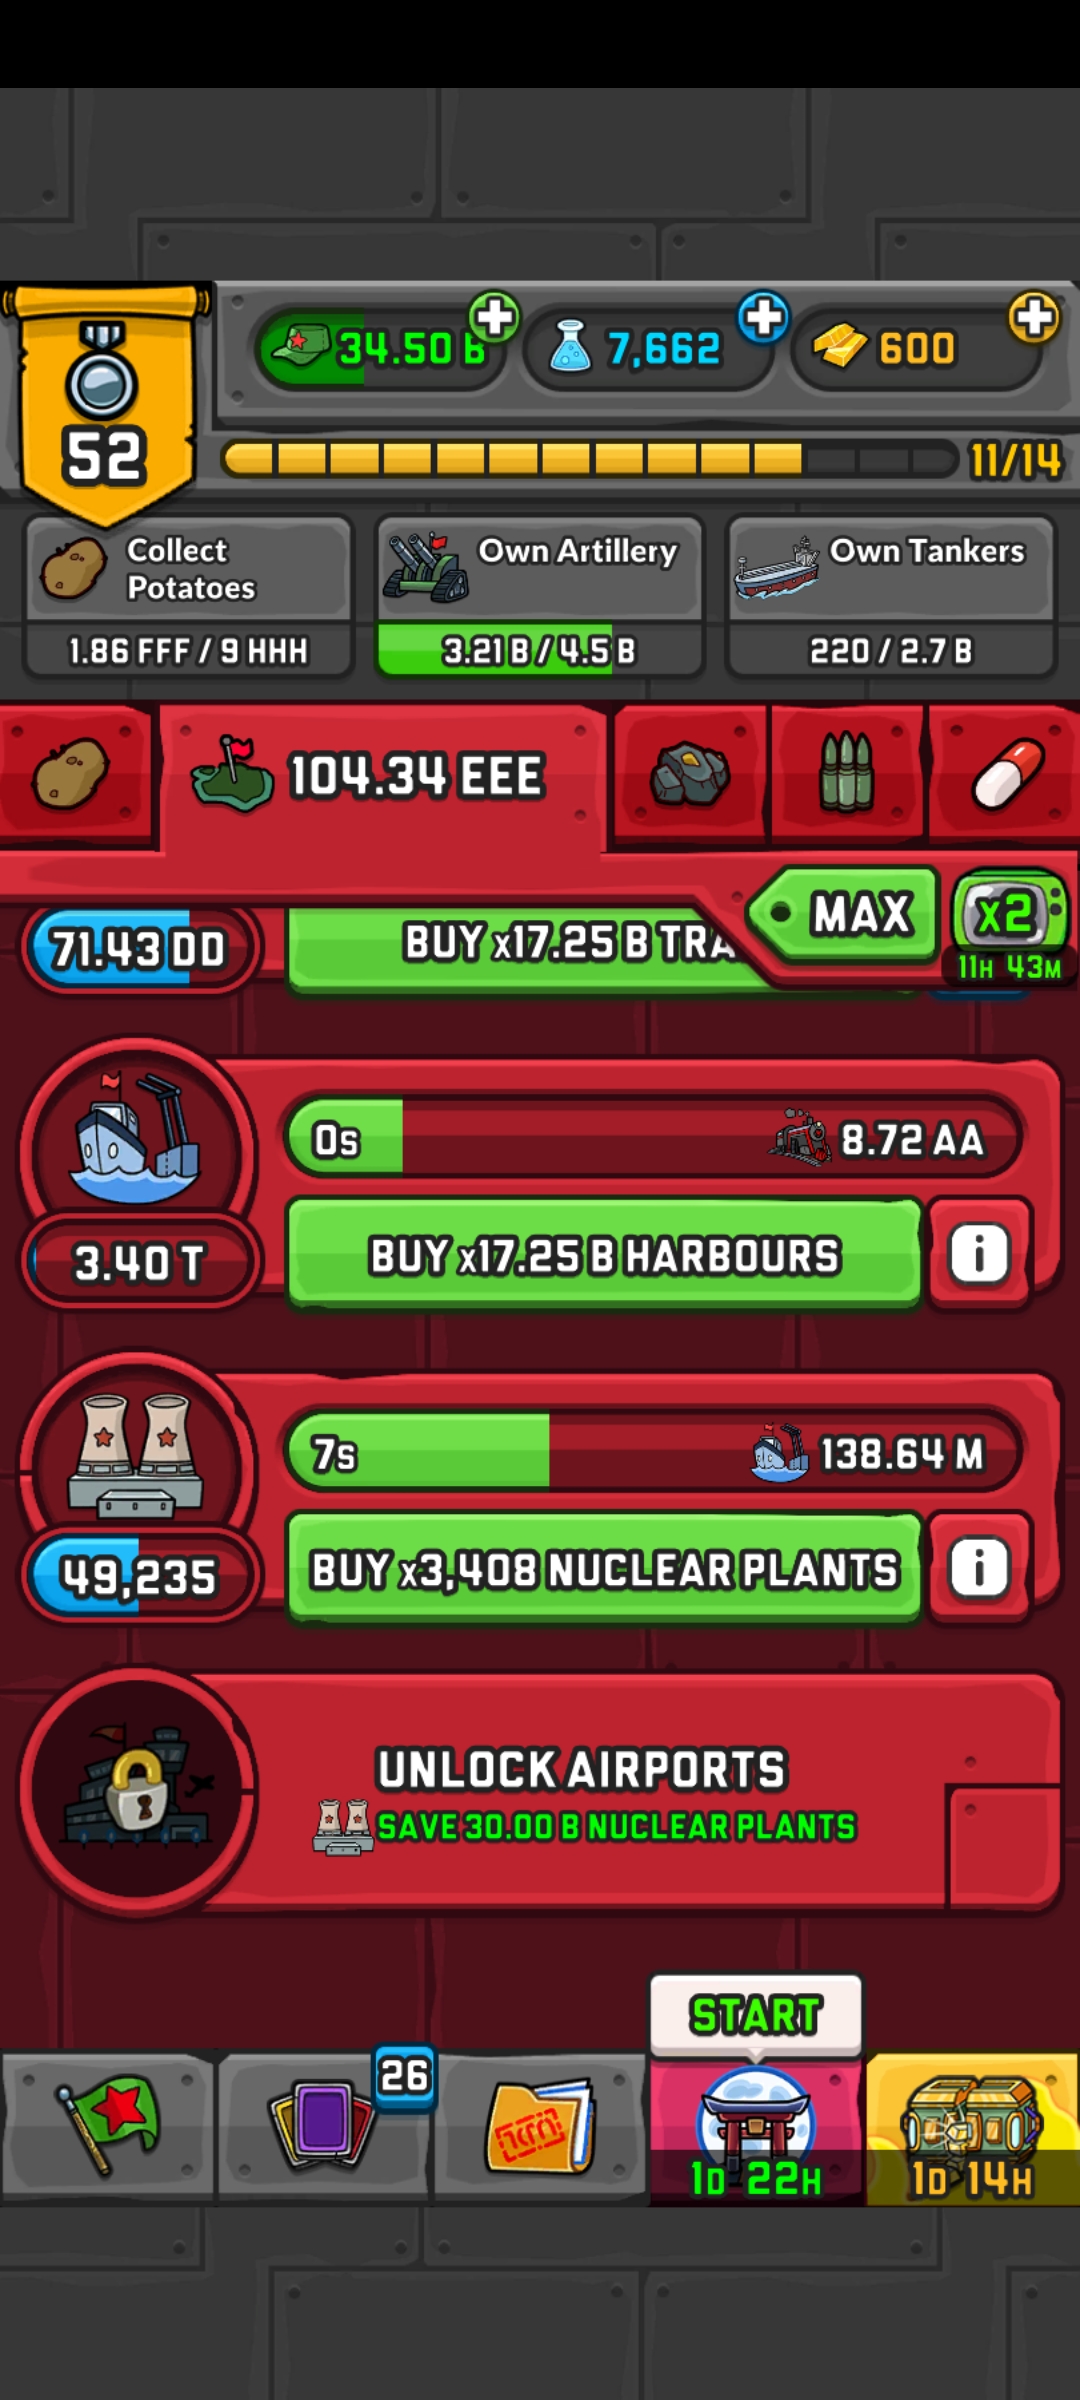 34.50 B
7,662
600
52
11/14
Collect
Potatoes
Own Artillery
Own Tankers
1.86 FFF / 9 HHH
3.21 B / 4.5 B
220 / 2.7 B
104.34 EEE
MAX
x2
11H 43M
71.43 DD
BUY x17.25 B TRA
0s
8.72 AA
3.40 T
BUY x17.25 B HARBOURS
i
7s
138.64 M
49,235
BUY x3,408 NUCLEAR PLANTS
i
UNLOCK AIRPORTS
SAVE 30.00 B NUCLEAR PLANTS
START
26
1D 22H
1D 14H